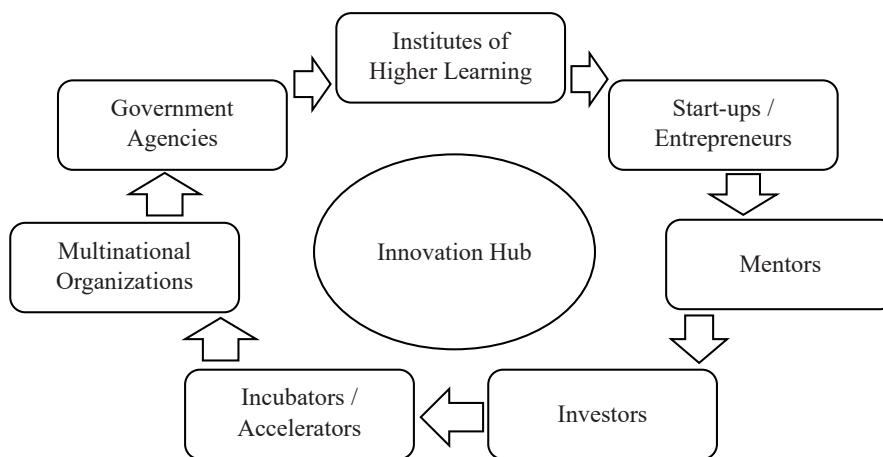 Institutes of
Higher Learning
Government
Agencies
Start-ups /
Entrepreneurs
Multinational
Organizations
Innovation Hub
Mentors
Incubators /
Accelerators
Investors